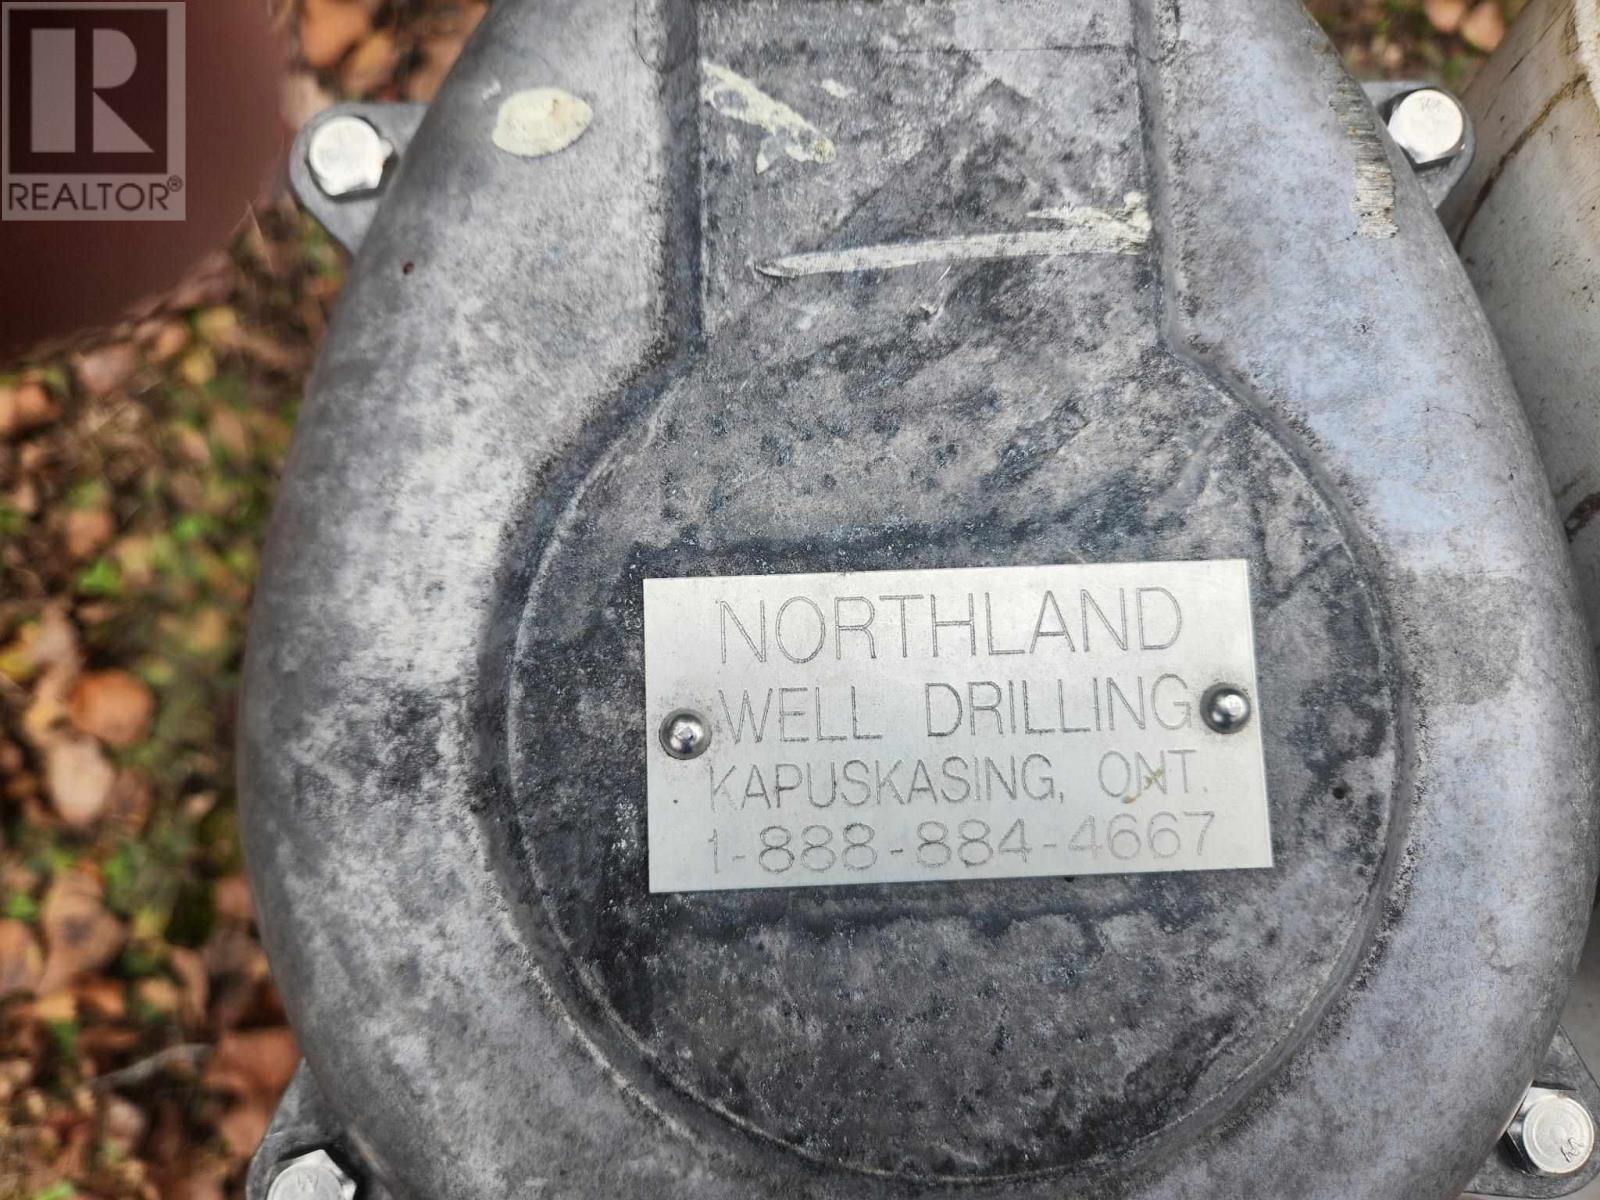 R
REALTOR®
NORTHLAND
WELL DRILLING
KAPUSKASING, ONT.
1-888-884-4667